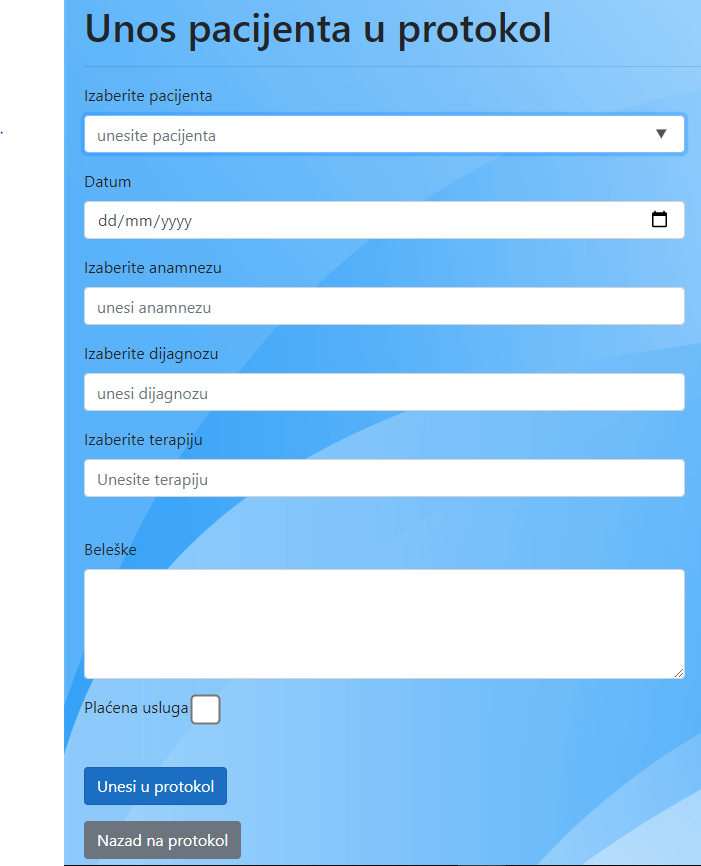 Unos pacijenta u protokol
Izaberite pacijenta
unesite pacijenta
Datum
dd/mm/yyyy
Izaberite anamnezu
unesi anamnezu
Izaberite dijagnozu
unesi dijagnozu
Izaberite terapiju
Unesite terapiju
Beleške
Plaćena usluga
Unesi u protokol
Nazad na protokol